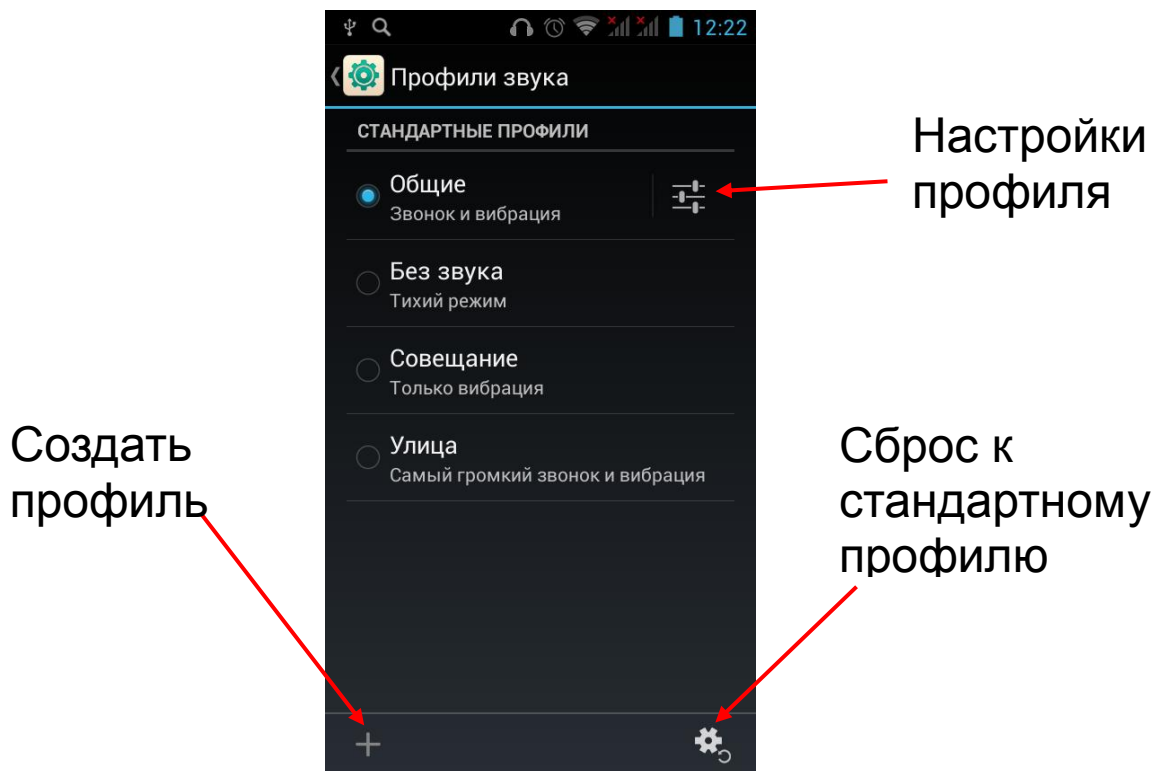 12:22
Профили звука
СТАНДАРТНЫЕ ПРОФИЛИ
Общие
Звонок и вибрация
Без звука
Тихий режим
Совещание
Только вибрация
Улица
Самый громкий звонок и вибрация
Настройки
профиля
Создать
профиль
Сброс к
стандартному
профилю